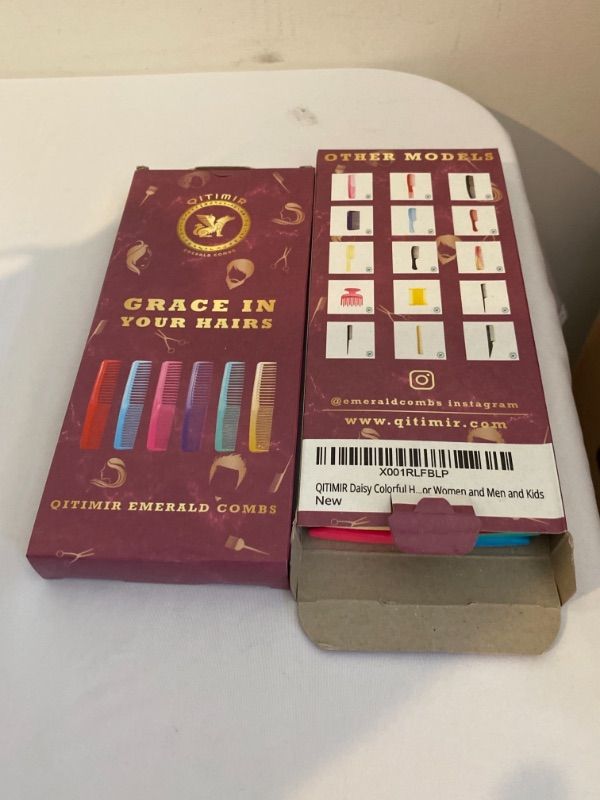 QITIMIR
EMERALD COMBS
GRACE IN
YOUR HAIRS
QITIMIR EMERALD COMBS
OTHER MODELS
@emeraldcombs instagram
www.qitimir.com
X001RLFBLP
QITIMIR Daisy Colorful H...or Women and Men and Kids
New